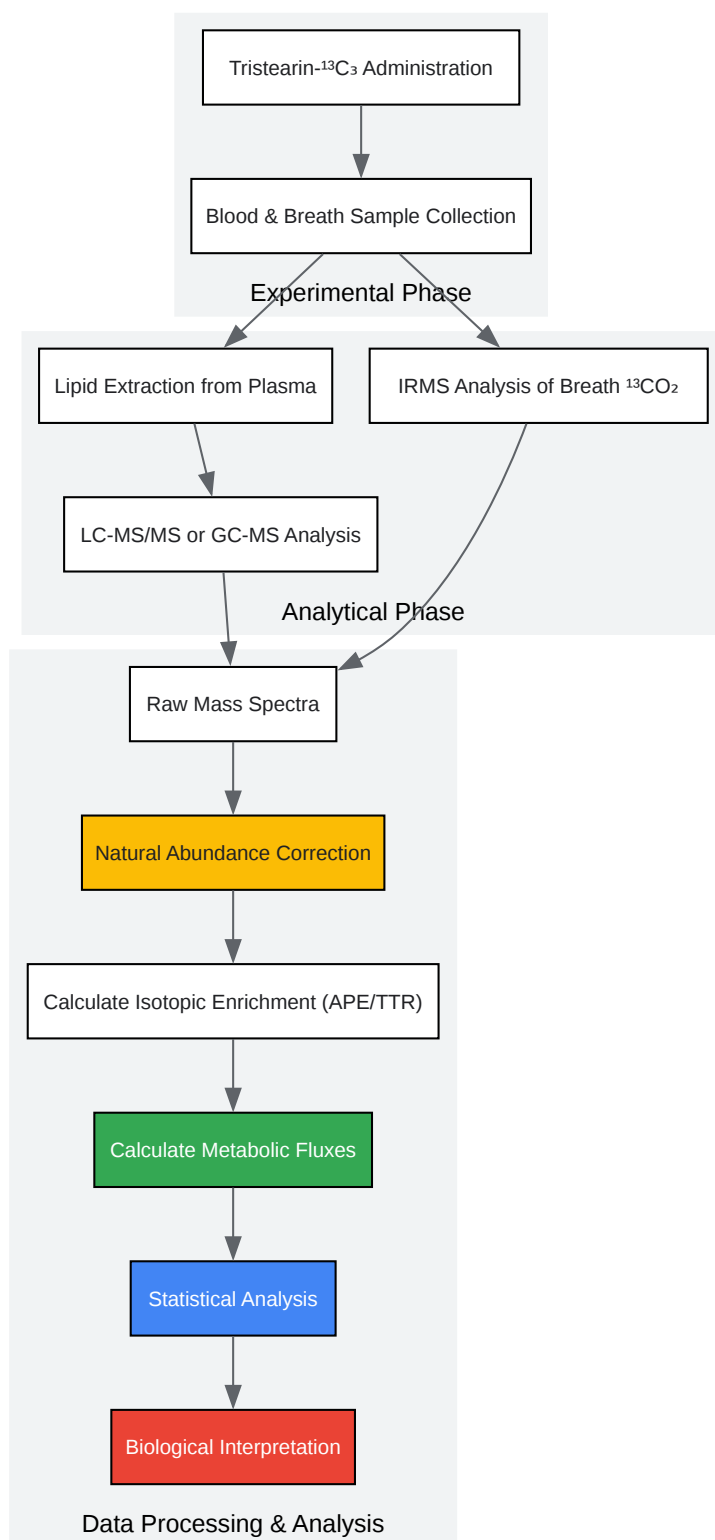 Tristearin-¹³C₃ Administration
Blood & Breath Sample Collection
Experimental Phase
Lipid Extraction from Plasma
IRMS Analysis of Breath ¹³CO₂
LC-MS/MS or GC-MS Analysis
Analytical Phase
Raw Mass Spectra
Natural Abundance Correction
Calculate Isotopic Enrichment (APE/TTR)
Calculate Metabolic Fluxes
Statistical Analysis
Biological Interpretation
Data Processing & Analysis